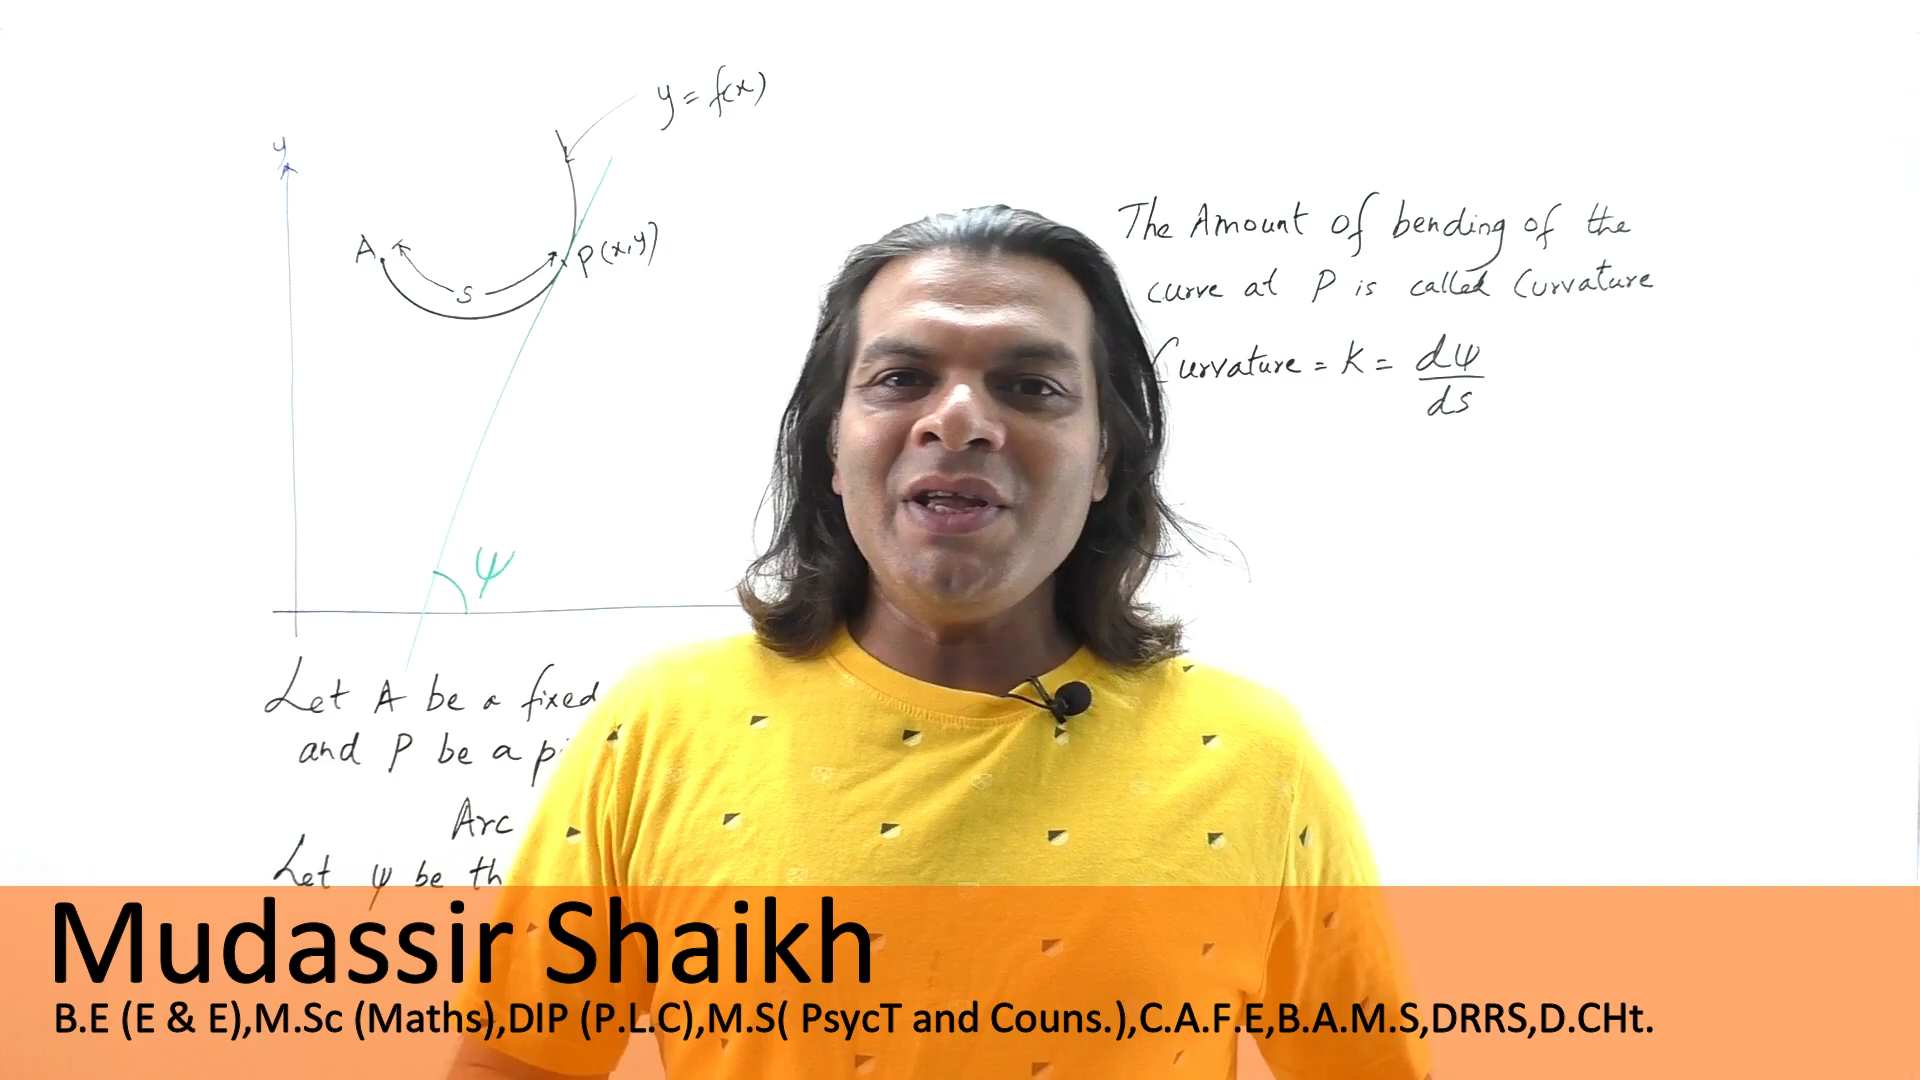 y = f(x)
y
A
S
P(x,y)
ψ
The Amount of bending of the
curve at P is called Curvature
Curvature = K = dψ/ds
Let A be a fixed
and P be a
Arc
Let ψ be th
Mudassir Shaikh
B.E (E & E),M.Sc (Maths),DIP (P.L.C),M.S( PsycT and Couns.),C.A.F.E,B.A.M.S,DRRS,D.CHt.